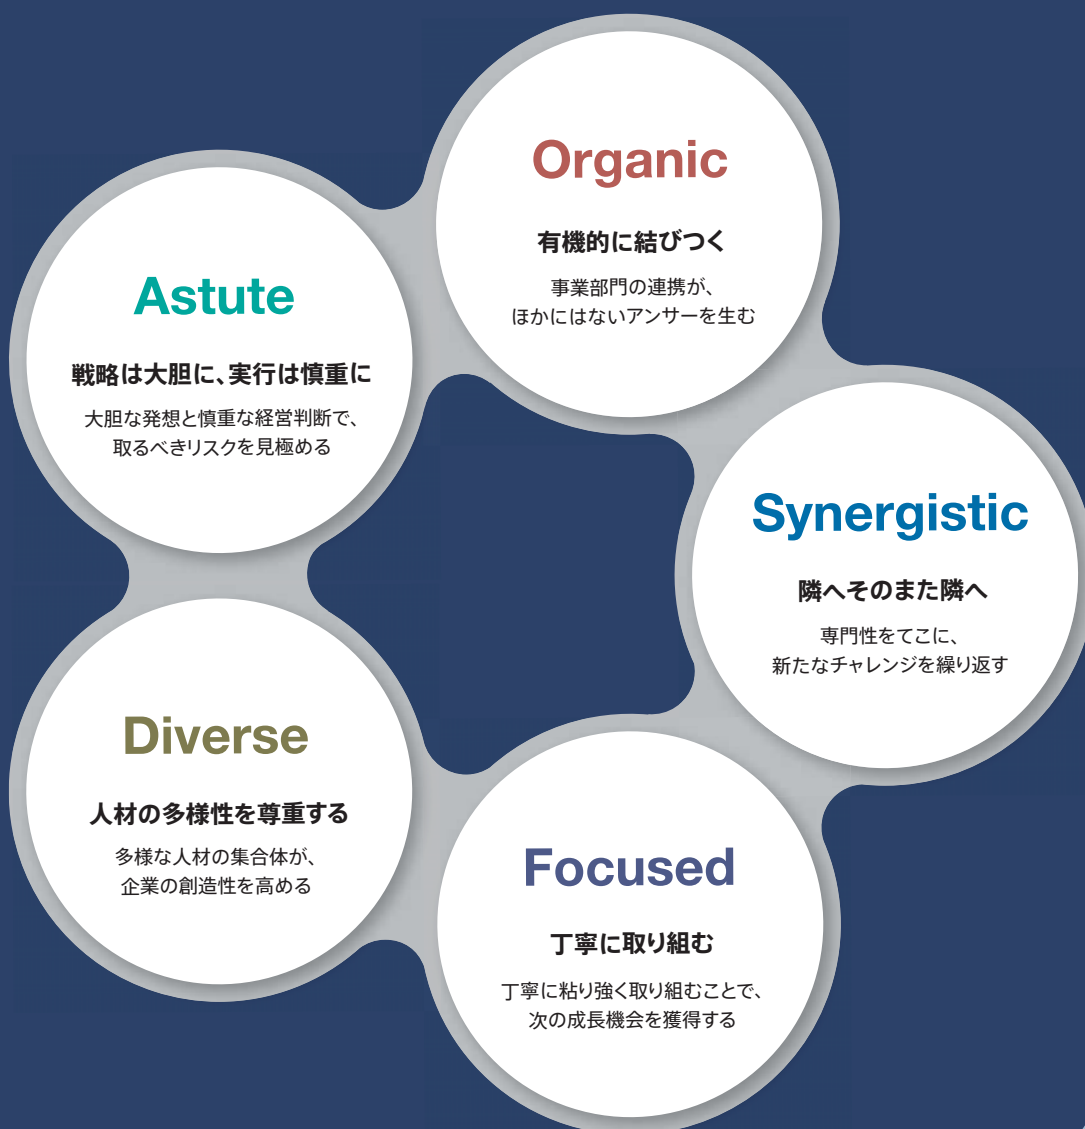 Organic
有機的に結びつく
事業部門の連携が、
ほかにはないアンサーを生む
Astute
戦略は大胆に、実行は慎重に
大胆な発想と慎重な経営判断で、
取るべきリスクを見極める
Synergistic
隣へそのまた隣へ
専門性をてこに、
新たなチャレンジを繰り返す
Diverse
人材の多様性を尊重する
多様な人材の集合体が、
企業の創造性を高める
Focused
丁寧に取り組む
丁寧に粘り強く取り組むことで、
次の成長機会を獲得する